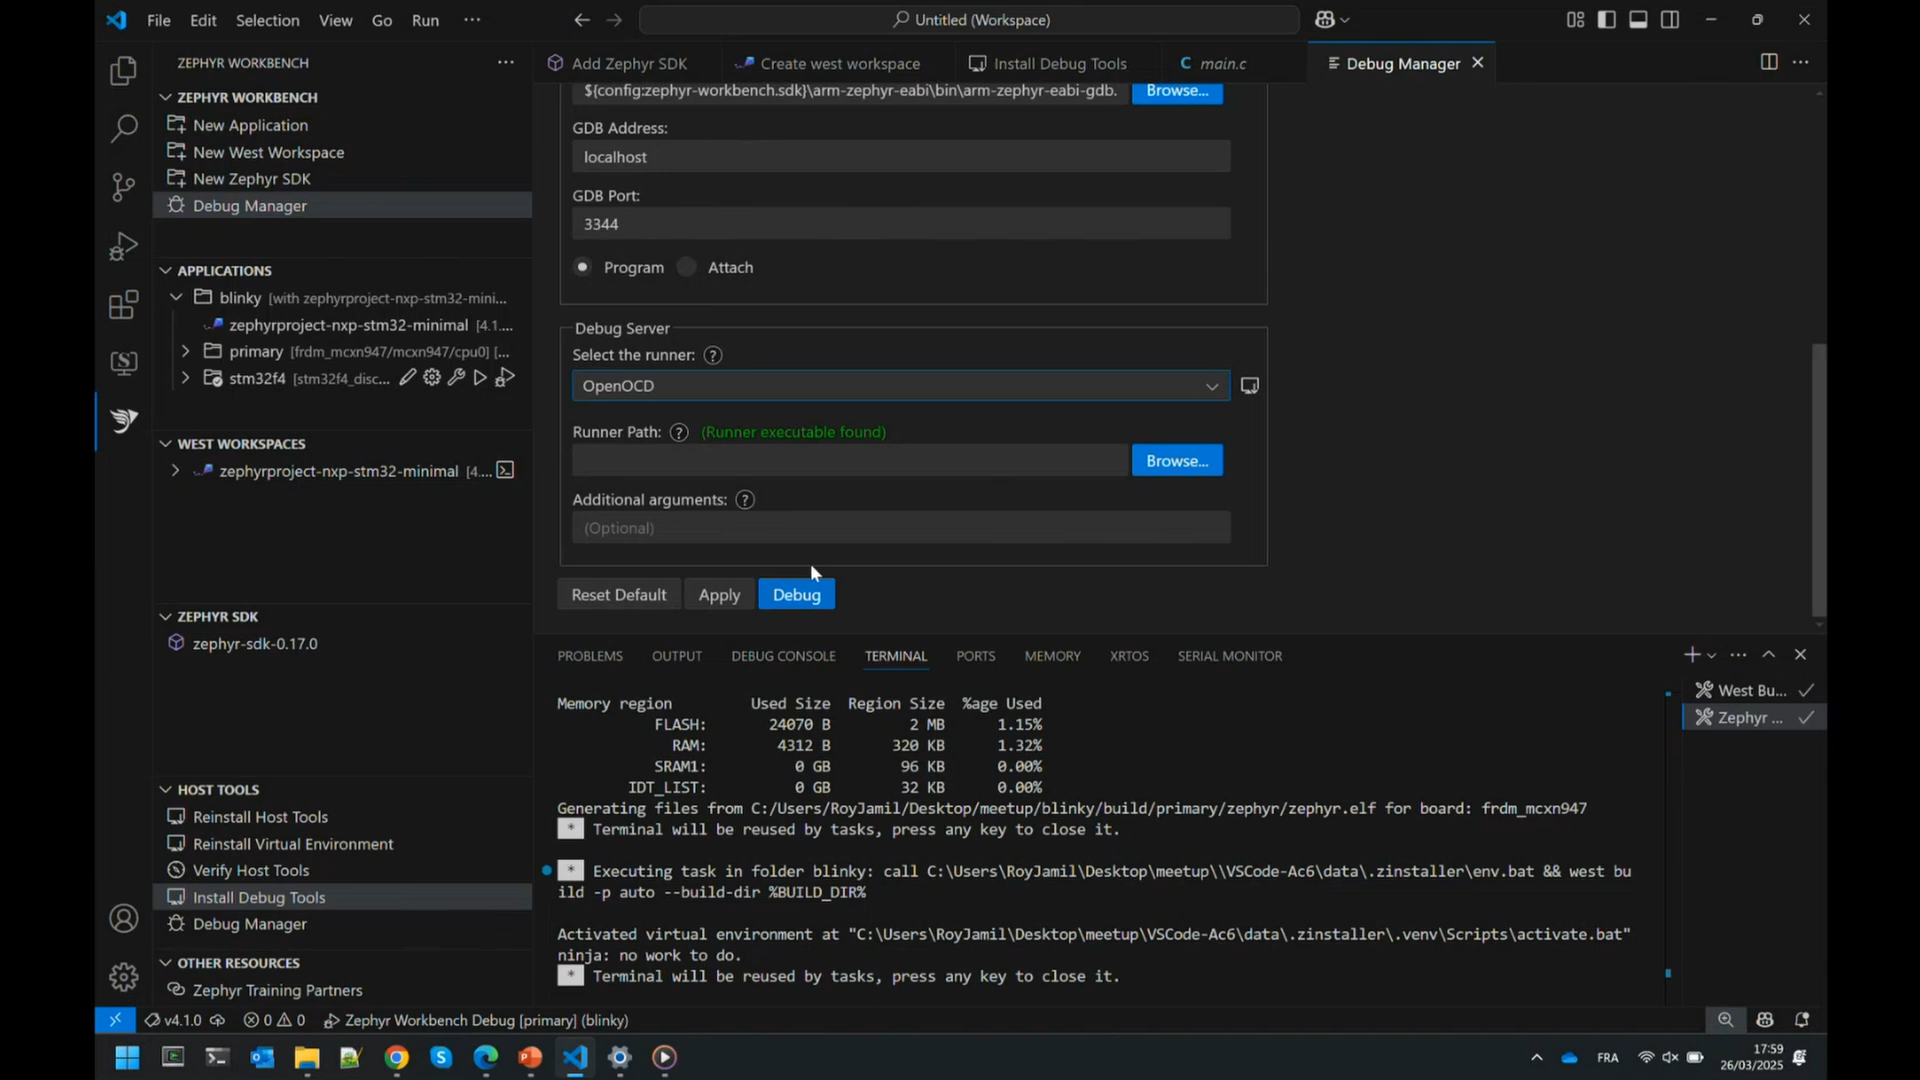 File Edit Selection View Go Run ···
Untitled (Workspace)
ZEPHYR WORKBENCH
ZEPHYR WORKBENCH
New Application
New West Workspace
New Zephyr SDK
Debug Manager
APPLICATIONS
blinky [with zephyrproject-nxp-stm32-mini...
zephyrproject-nxp-stm32-minimal [4.1....
primary [frdm_mcxn947/mcxn947/cpu0] [...
stm32f4 [stm32f4_disc...
WEST WORKSPACES
zephyrproject-nxp-stm32-minimal [4....
ZEPHYR SDK
zephyr-sdk-0.17.0
HOST TOOLS
Reinstall Host Tools
Reinstall Virtual Environment
Verify Host Tools
Install Debug Tools
Debug Manager
OTHER RESOURCES
Zephyr Training Partners
Add Zephyr SDK
Create west workspace
Install Debug Tools
C main.c
Debug Manager
${config:zephyr-workbench.sdk}\arm-zephyr-eabi\bin\arm-zephyr-eabi-gdb.
Browse...
GDB Address:
localhost
GDB Port:
3344
Program Attach
Debug Server
Select the runner: ?
OpenOCD
Runner Path: ? (Runner executable found)
Browse...
Additional arguments: ?
(Optional)
Reset Default Apply Debug
PROBLEMS OUTPUT DEBUG CONSOLE TERMINAL PORTS MEMORY XRTOS SERIAL MONITOR
Memory region Used Size Region Size %age Used
FLASH: 24070 B 2 MB 1.15%
RAM: 4312 B 320 KB 1.32%
SRAM1: 0 GB 96 KB 0.00%
IDT_LIST: 0 GB 32 KB 0.00%
Generating files from C:/Users/RoyJamil/Desktop/meetup/blinky/build/primary/zephyr/zephyr.elf for board: frdm_mcxn947
* Terminal will be reused by tasks, press any key to close it.
* Executing task in folder blinky: call C:\Users\RoyJamil\Desktop\meetup\\VSCode-Ac6\data\.zinstaller\env.bat && west bu
ild -p auto --build-dir %BUILD_DIR%
Activated virtual environment at "C:\Users\RoyJamil\Desktop\meetup\VSCode-Ac6\data\.zinstaller\.venv\Scripts\activate.bat"
ninja: no work to do.
* Terminal will be reused by tasks, press any key to close it.
West Bu...
Zephyr ...
v4.1.0 0 0 Zephyr Workbench Debug [primary] (blinky)
FRA
17:59
26/03/2025